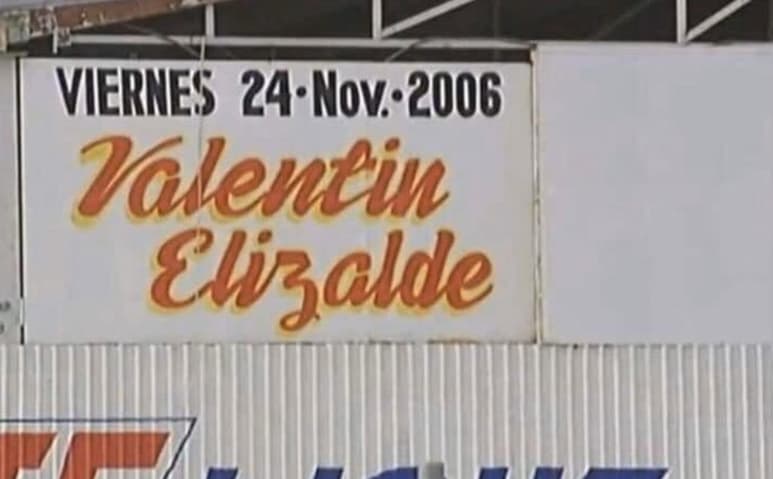 VIERNES 24·Nov.·2006
Valentin
Elizalde